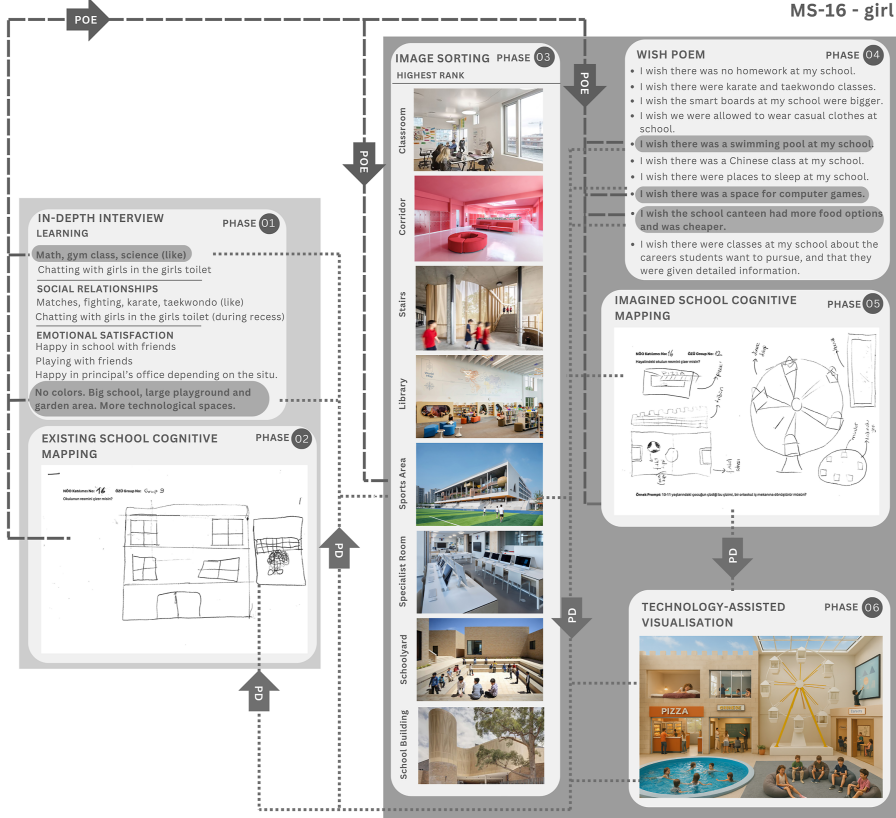 MS-16 - girl
POE
POE
POE
IN-DEPTH INTERVIEW
PHASE 01
LEARNING
Math, gym class, science (like)
Chatting with girls in the girls toilet
SOCIAL RELATIONSHIPS
Matches, fighting, karate, taekwondo (like)
Chatting with girls in the girls toilet (during recess)
EMOTIONAL SATISFACTION
Happy in school with friends
Playing with friends
Happy in principal's office depending on the situ.
No colors. Big school, large playground and
garden area. More technological spaces.
EXISTING SCHOOL COGNITIVE
MAPPING
PHASE 02
16
Group 3
PD
PD
IMAGE SORTING PHASE 03
HIGHEST RANK
Classroom
Corridor
Stairs
Library
Sports Area
Specialist Room
Schoolyard
School Building
PD
WISH POEM
PHASE 04
I wish there was no homework at my school.
I wish there were karate and taekwondo classes.
I wish the smart boards at my school were bigger.
I wish we were allowed to wear casual clothes at
school.
I wish there was a swimming pool at my school.
I wish there was a Chinese class at my school.
I wish there were places to sleep at my school.
I wish there was a space for computer games.
I wish the school canteen had more food options
and was cheaper.
I wish there were classes at my school about the
careers students want to pursue, and that they
were given detailed information.
IMAGINED SCHOOL COGNITIVE
MAPPING
PHASE 05
PD
TECHNOLOGY-ASSISTED
VISUALISATION
PHASE 06
PIZZA